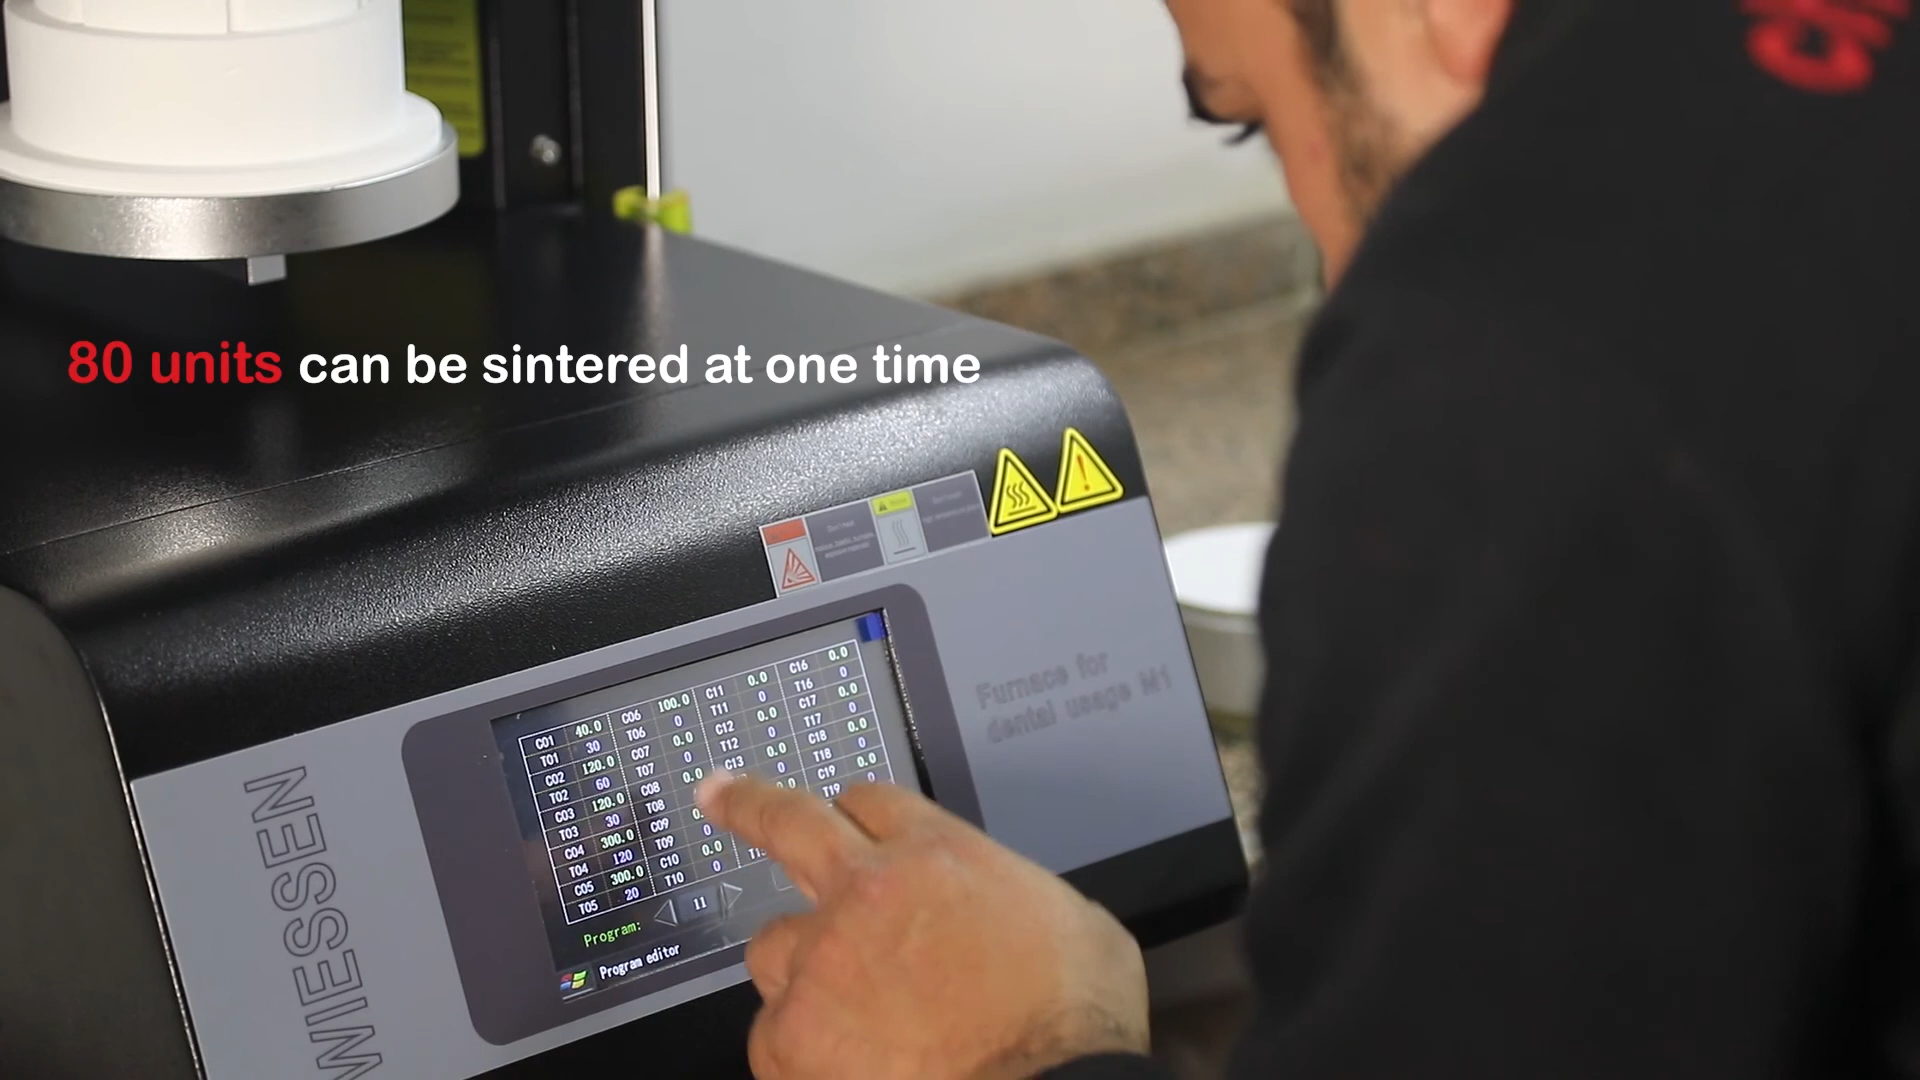 80 units can be sintered at one time
Furnace for
dental usage M1
WIESSEN
C01 40.0 C06 100.0 C11 0.0 C16 0.0
T01 30 T06 0 T11 0 T16 0
C02 120.0 C07 0.0 C12 0.0 C17 0.0
T02 60 T07 0 T12 0 T17 0
C03 120.0 C08 0.0 C13 0.0 C18 0.0
T03 30 T08 0 T18 0
C04 300.0 C09 C19 0.0
T04 120 T09 0 T19 0
C05 300.0 C10 0.0
T05 20 T10 0
Program: 11
Program editor